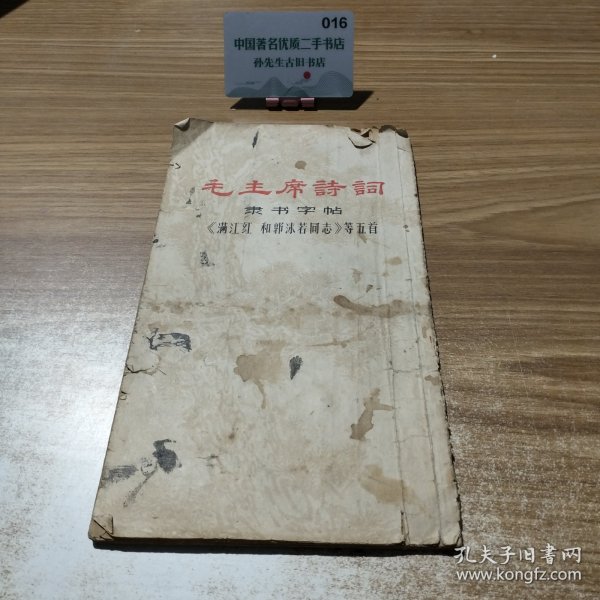 016
中国著名优质二手书店
孙先生古旧书店
毛主席詩詞
隶书字帖
《满江红 和郭沫若同志》等五首
孔夫子旧書网
www.kongfz.com